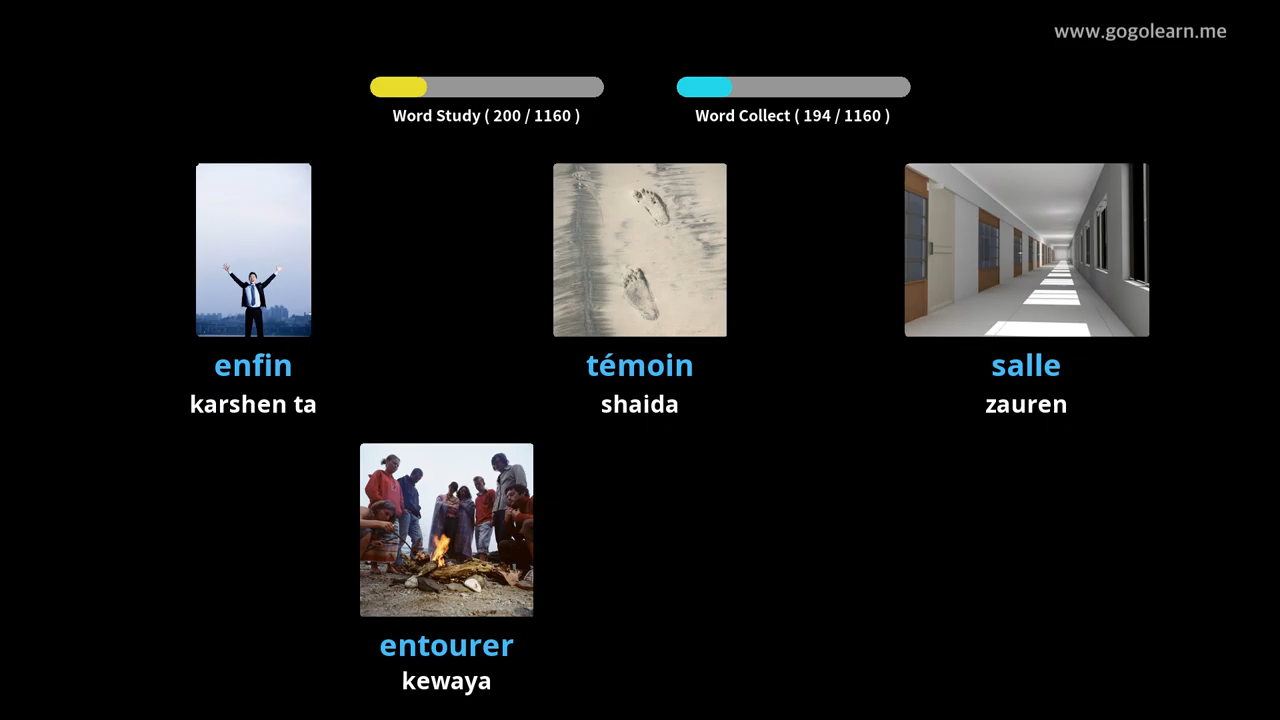 www.gogolearn.me
Word Study ( 200 / 1160 )
Word Collect ( 194 / 1160 )
enfin
karshen ta
témoin
shaida
salle
zauren
entourer
kewaya